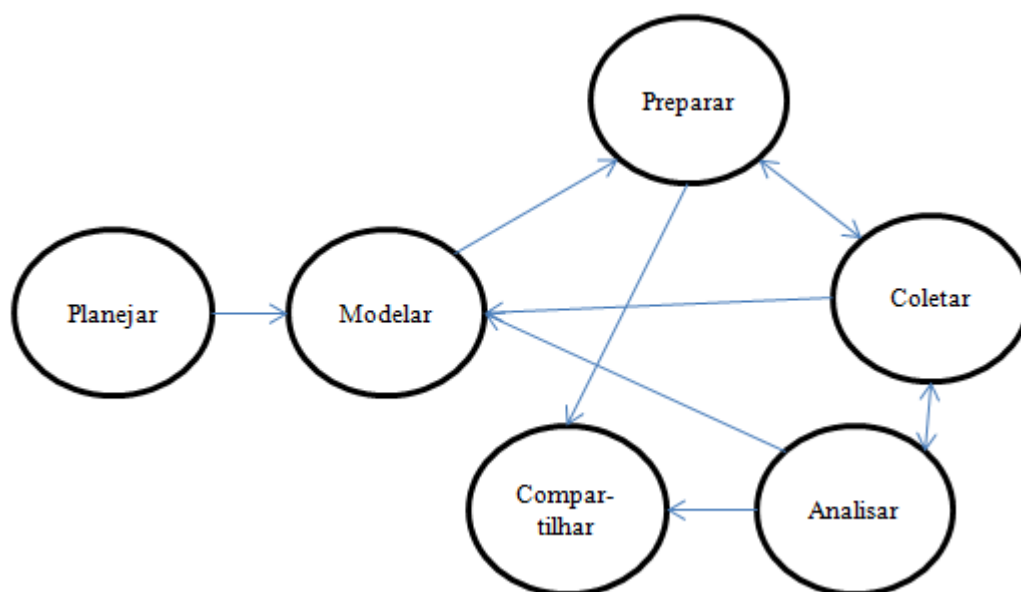 Preparar
Coletar
Planejar
Modelar
Compar-
tilhar
Analisar